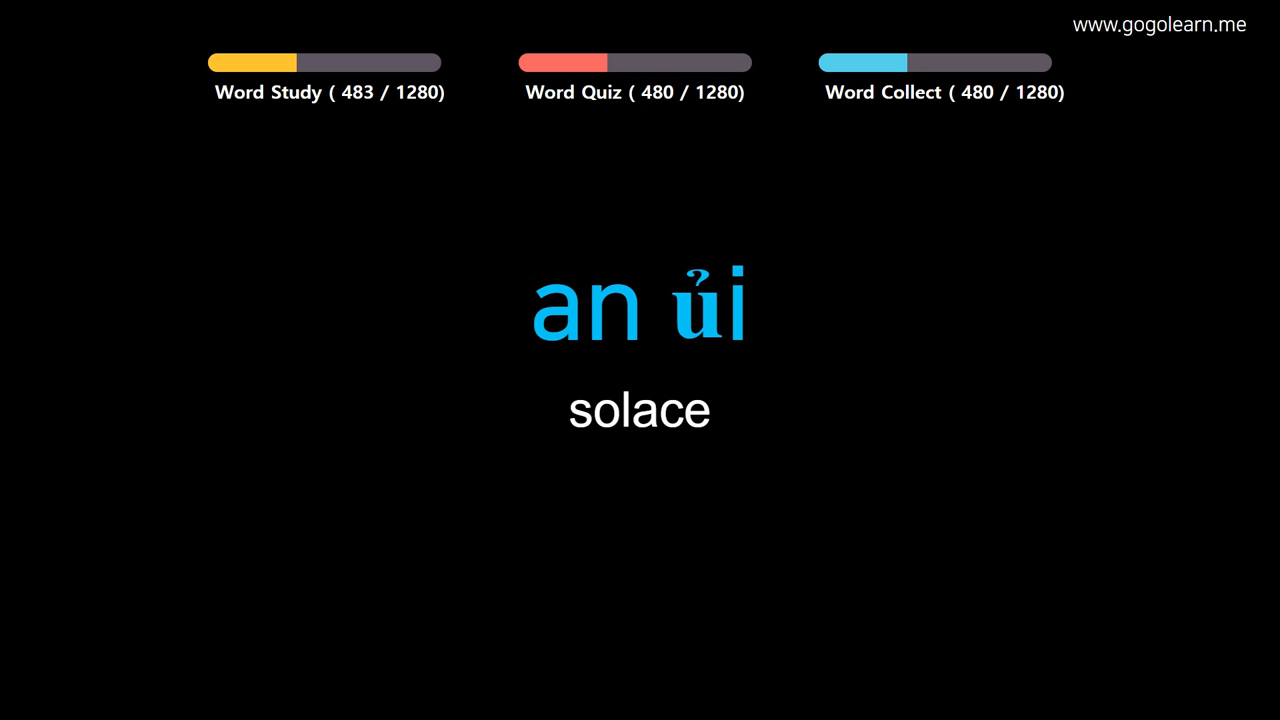 www.gogolearn.me
Word Study ( 483 / 1280)
Word Quiz ( 480 / 1280)
Word Collect ( 480 / 1280)
an ủi
solace